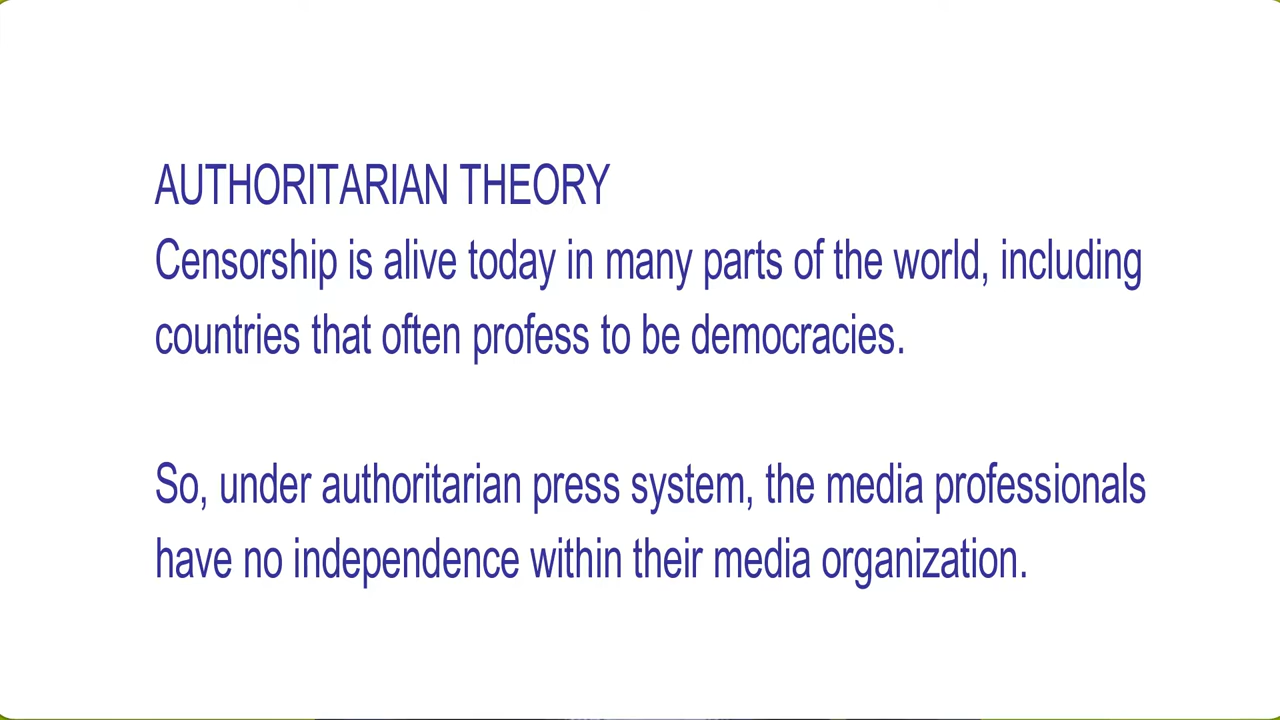 AUTHORITARIAN THEORY
Censorship is alive today in many parts of the world, including
countries that often profess to be democracies.
So, under authoritarian press system, the media professionals
have no independence within their media organization.